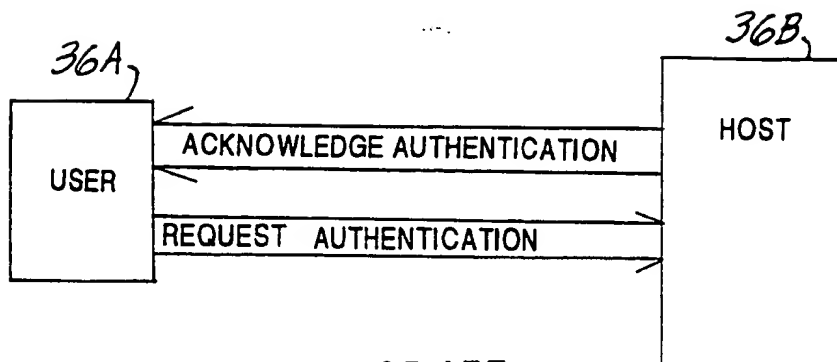 36A
36B
HOST
ACKNOWLEDGE AUTHENTICATION
USER
REQUEST AUTHENTICATION